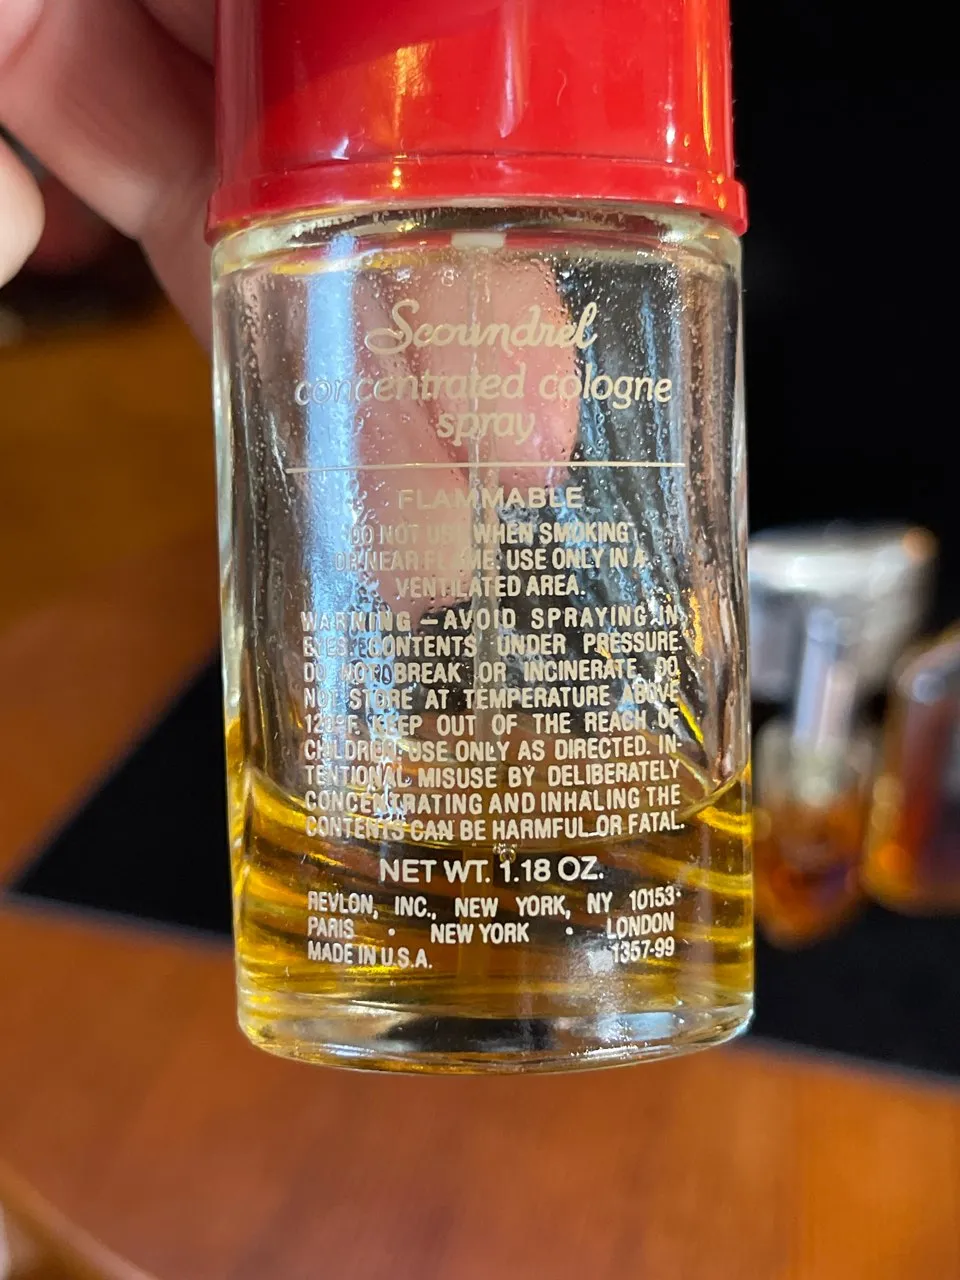 Scoundrel
concentrated cologne
spray
FLAMMABLE
DO NOT USE WHEN SMOKING
OR NEAR FLAME. USE ONLY IN A
VENTILATED AREA.
WARNING – AVOID SPRAYING IN
EYES. CONTENTS UNDER PRESSURE.
DO NOT BREAK OR INCINERATE. DO
NOT STORE AT TEMPERATURE ABOVE
120°F. KEEP OUT OF THE REACH OF
CHILDREN. USE ONLY AS DIRECTED. IN-
TENTIONAL MISUSE BY DELIBERATELY
CONCENTRATING AND INHALING THE
CONTENTS CAN BE HARMFUL OR FATAL.
NET WT. 1.18 OZ.
REVLON, INC., NEW YORK, NY 10153·
PARIS • NEW YORK • LONDON
MADE IN U.S.A. 1357-99